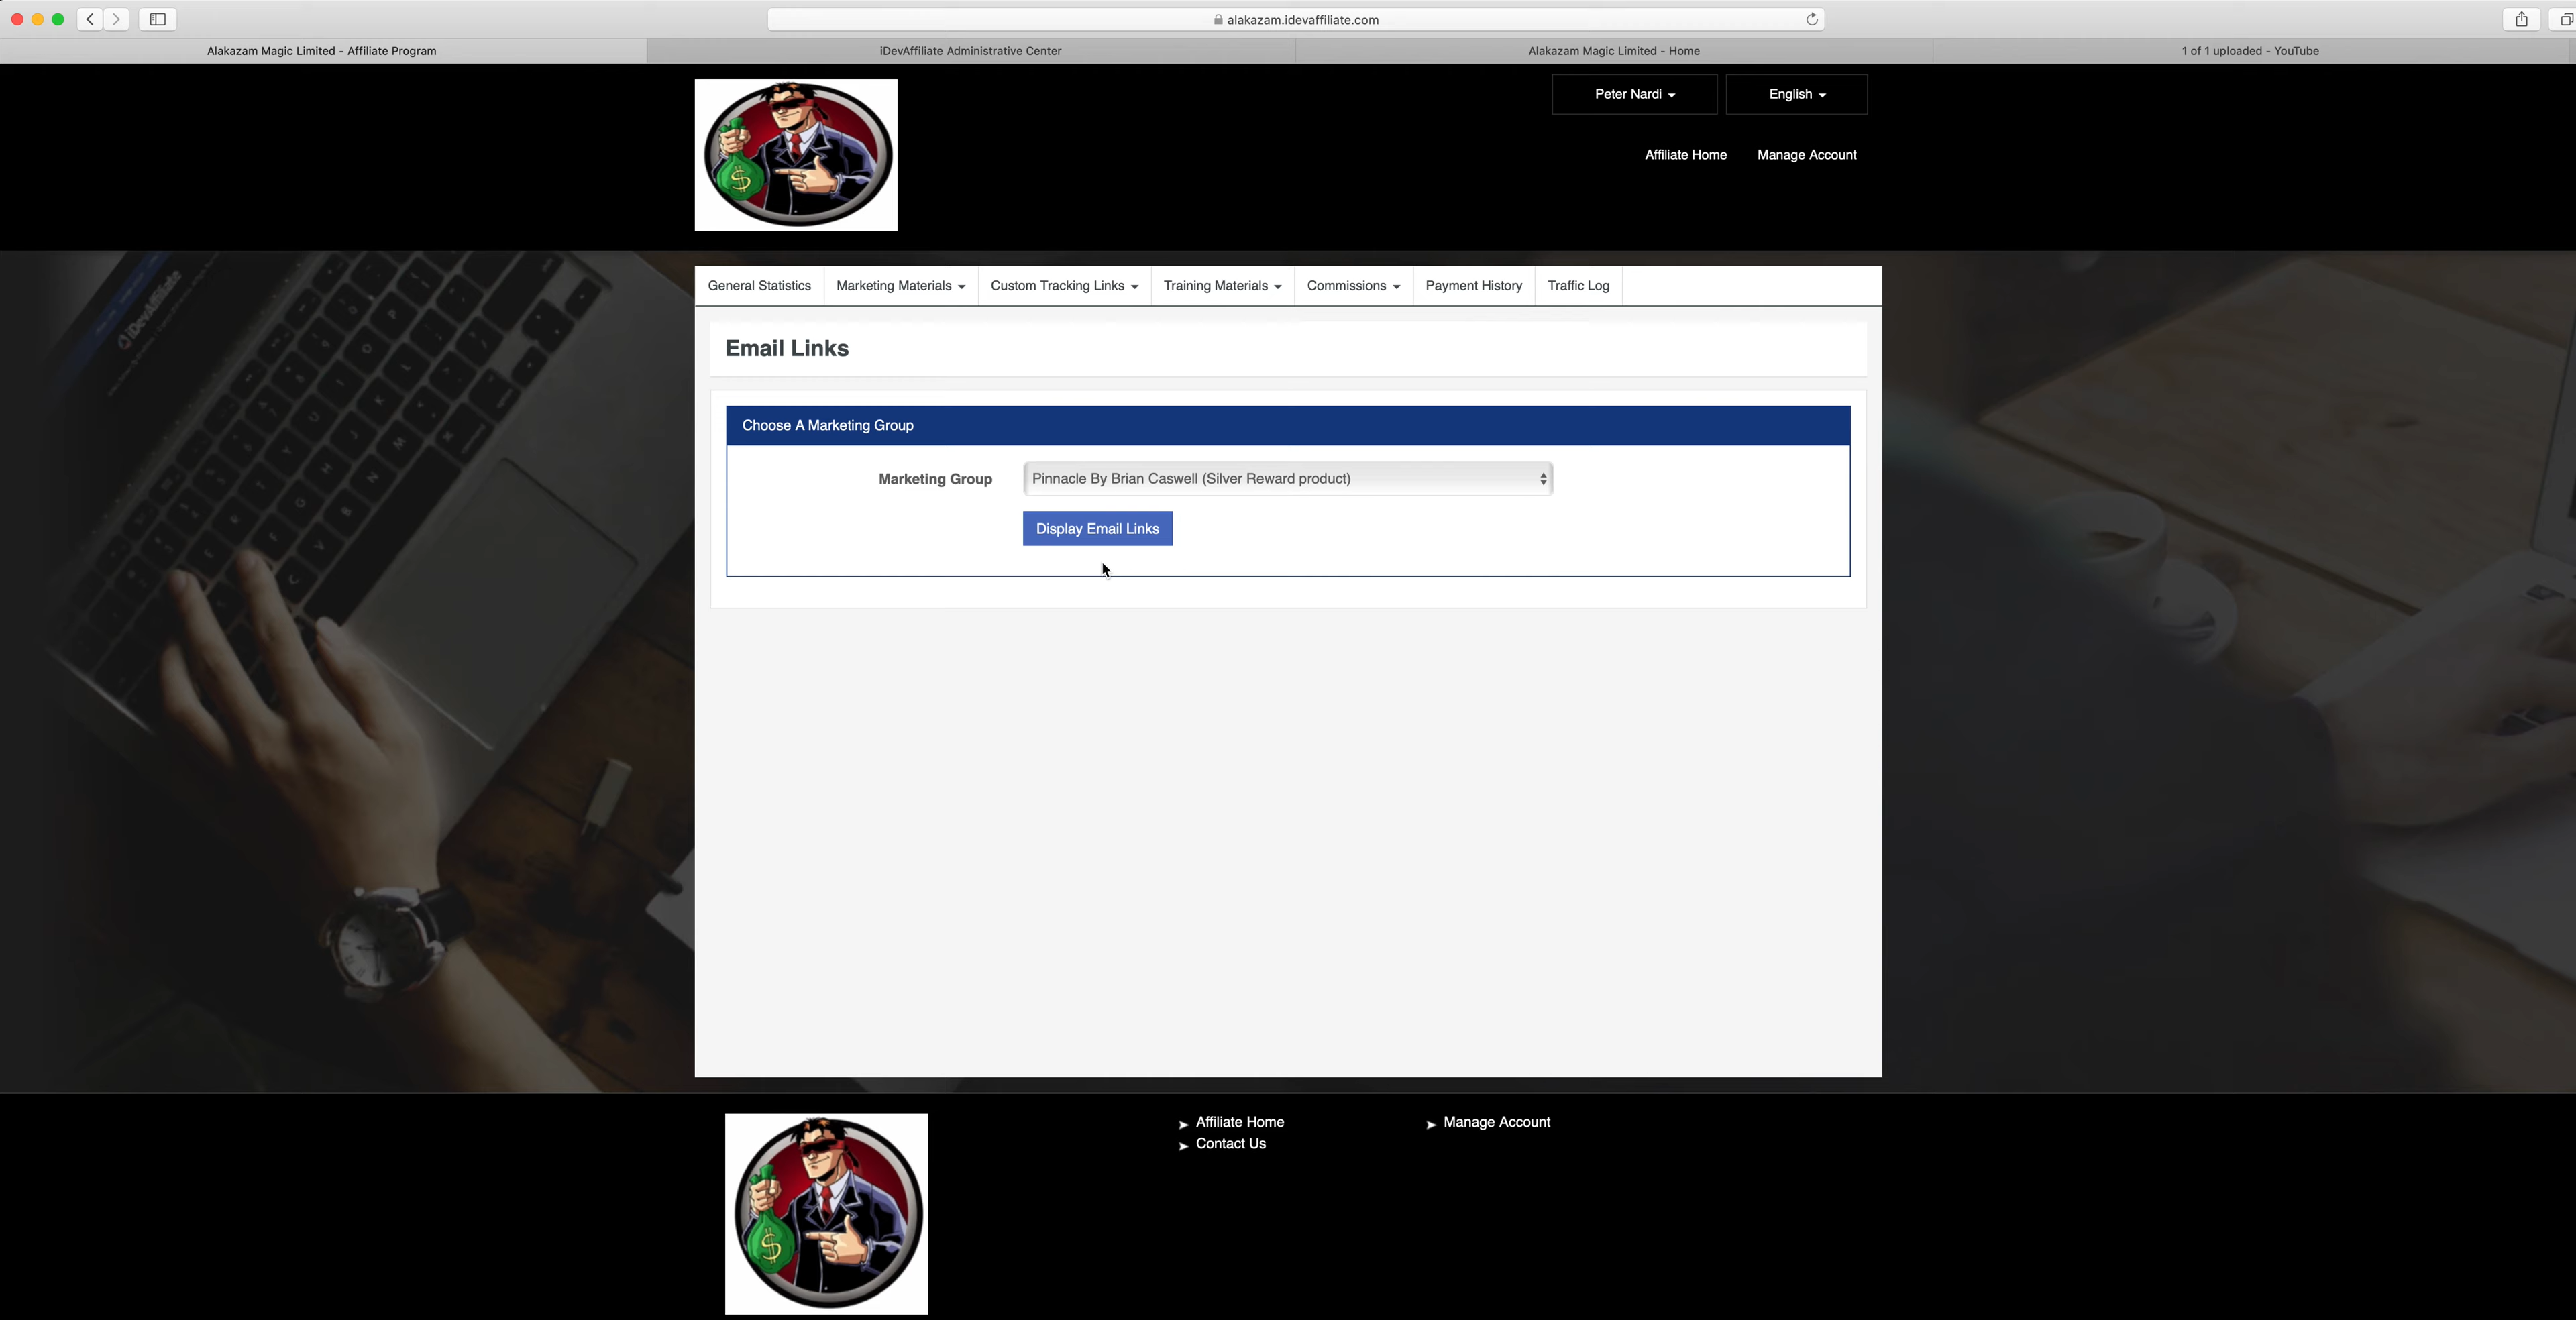 alakazam.idevaffiliate.com
Alakazam Magic Limited - Affiliate Program
iDevAffiliate Administrative Center
Alakazam Magic Limited - Home
1 of 1 uploaded - YouTube
Peter Nardi
English
Affiliate Home
Manage Account
General Statistics
Marketing Materials
Custom Tracking Links
Training Materials
Commissions
Payment History
Traffic Log
iDevAffiliate
Email Links
Choose A Marketing Group
Marketing Group
Pinnacle By Brian Caswell (Silver Reward product)
Display Email Links
Affiliate Home
Manage Account
Contact Us